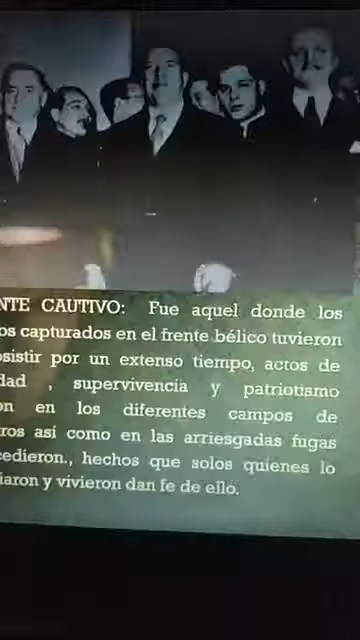 NTE CAUTIVO: Fue aquel donde los
os capturados en el frente bélico tuvieron
sistir por un extenso tiempo, actos de
dad , supervivencia y patriotismo
on en los diferentes campos de
ros asi como en las arriesgadas fugas
cedieron., hechos que solos quienes lo
iaron y vivieron dan fe de ello.